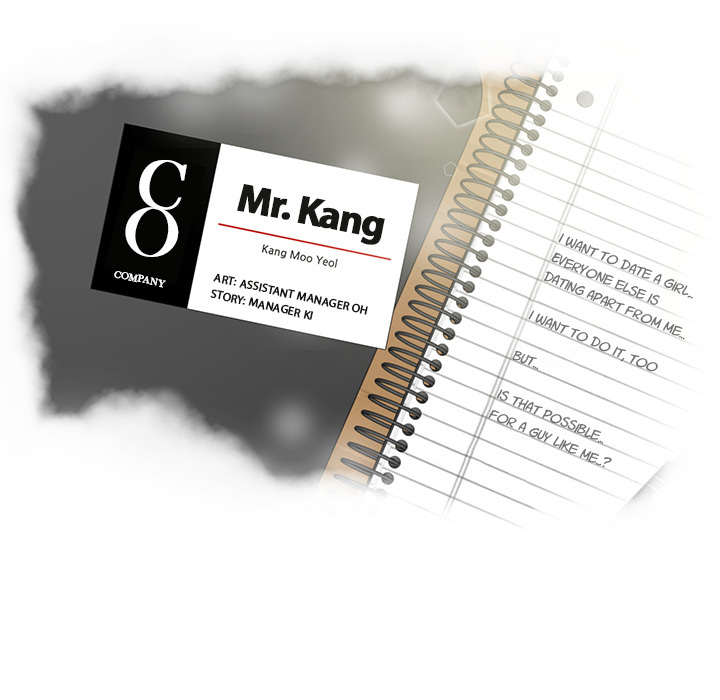 CO
COMPANY
Mr. Kang
Kang Moo Yeol
ART: ASSISTANT MANAGER OH
STORY: MANAGER KI
I WANT TO DATE A GIRL...
EVERYONE ELSE IS
DATING APART FROM ME...
I WANT TO DO IT, TOO
BUT...
IS THAT POSSIBLE...
FOR A GUY LIKE ME...?